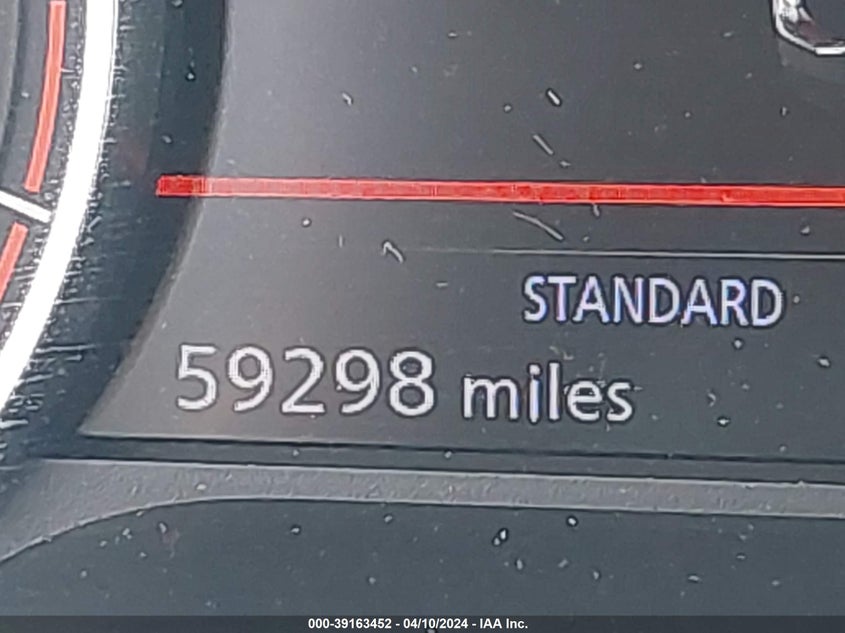 STANDARD
59298 miles
000-39163452 - 04/10/2024 - IAA Inc.